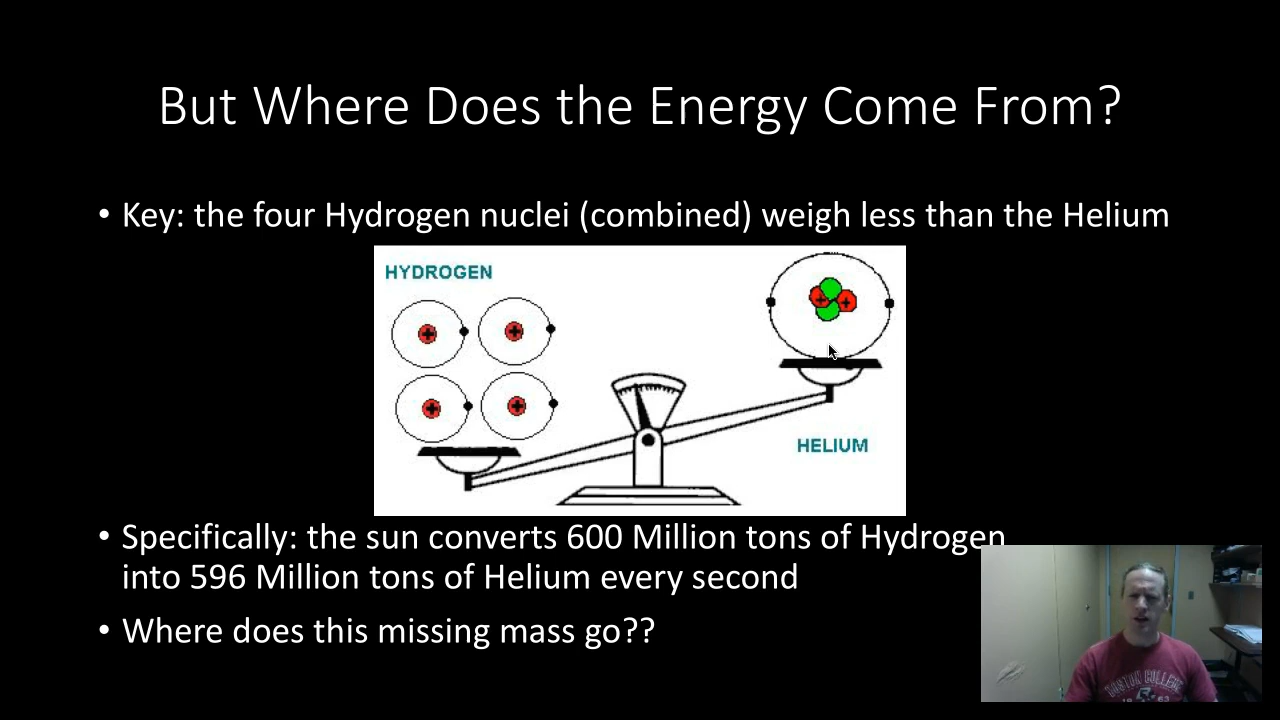 But Where Does the Energy Come From?
• Key: the four Hydrogen nuclei (combined) weigh less than the Helium
HYDROGEN
HELIUM
• Specifically: the sun converts 600 Million tons of Hydrogen
into 596 Million tons of Helium every second
• Where does this missing mass go??
BOSTON COLLEGE